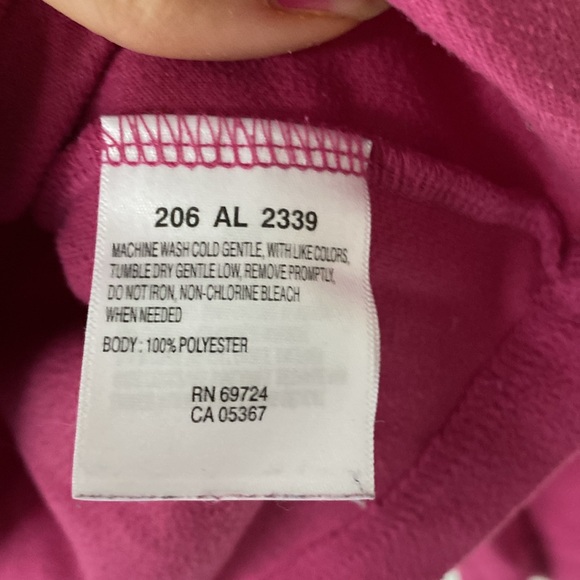 206 AL 2339
MACHINE WASH COLD GENTLE, WITH LIKE COLORS,
TUMBLE DRY GENTLE LOW, REMOVE PROMPTLY,
DO NOT IRON, NON-CHLORINE BLEACH
WHEN NEEDED
BODY : 100% POLYESTER
RN 69724
CA 05367